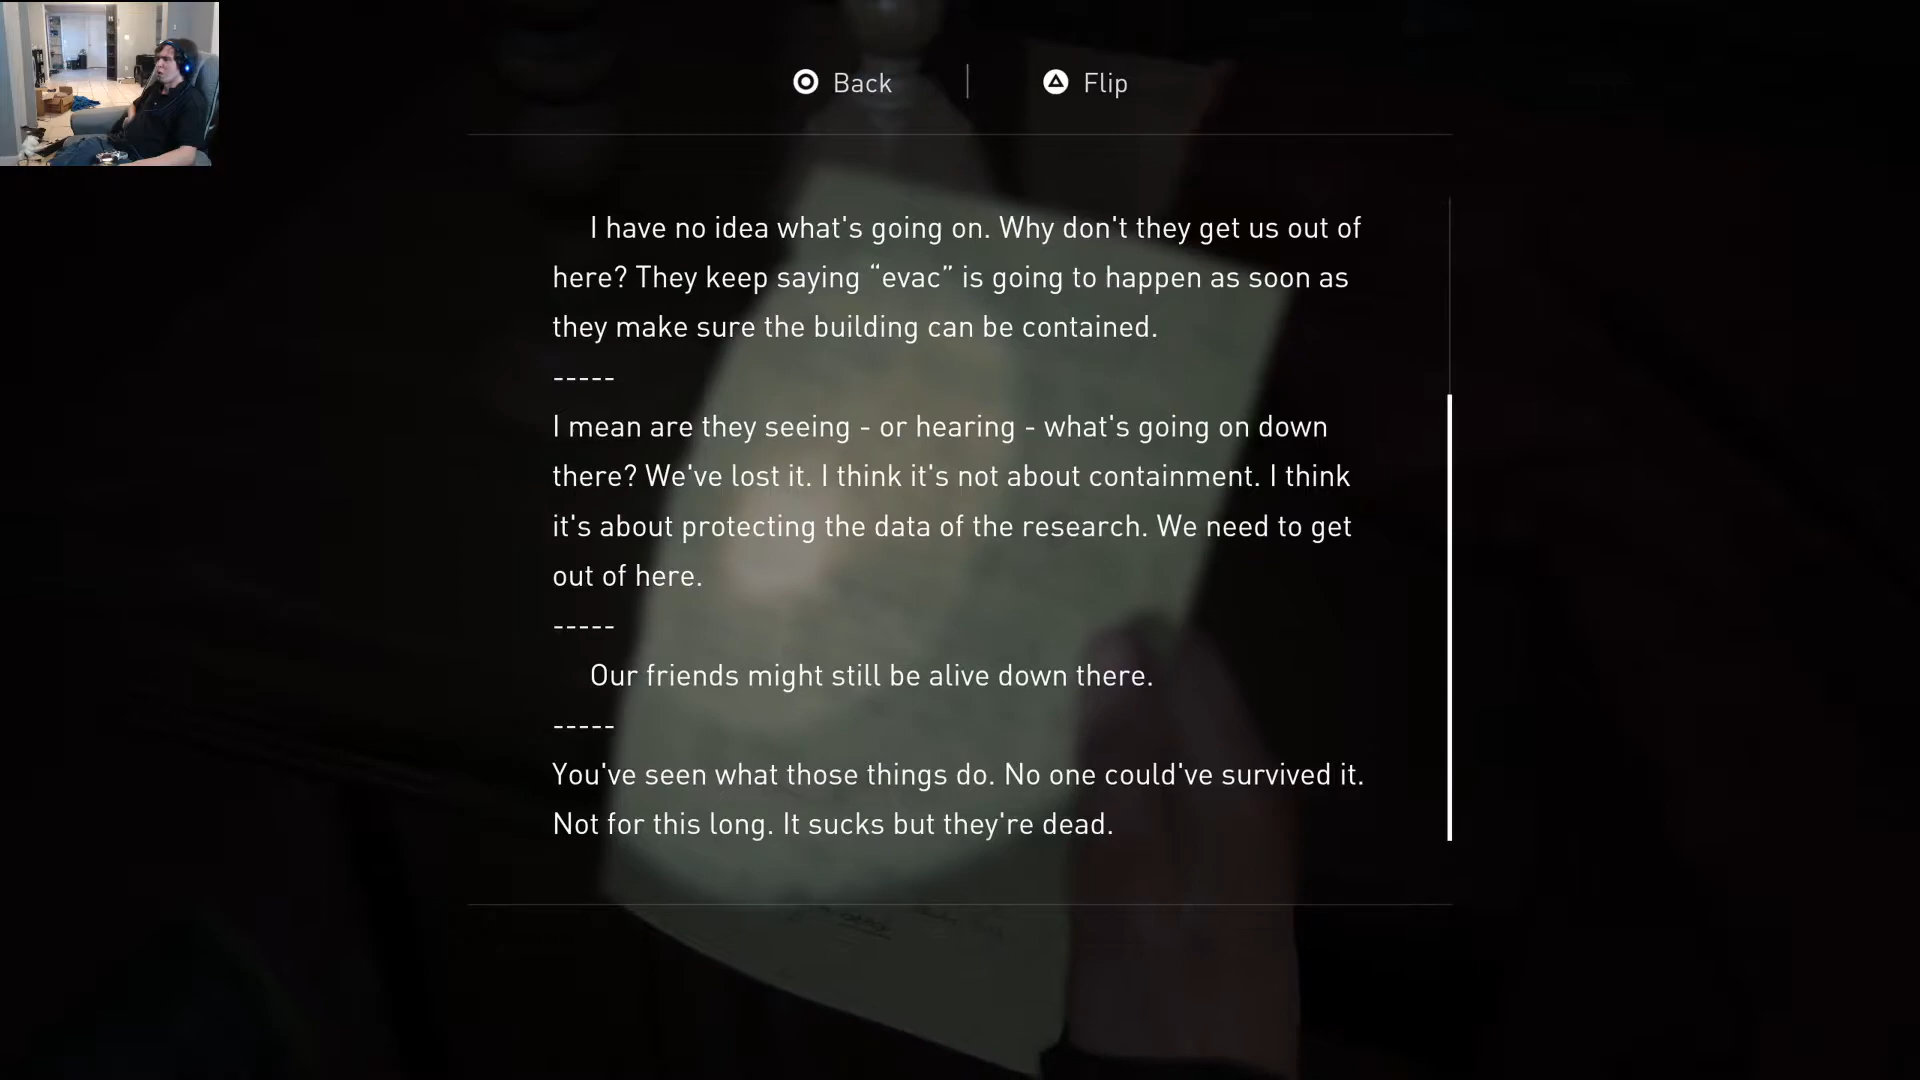 Back | Flip
I have no idea what's going on. Why don't they get us out of
here? They keep saying “evac” is going to happen as soon as
they make sure the building can be contained.
-----
I mean are they seeing - or hearing - what's going on down
there? We've lost it. I think it's not about containment. I think
it's about protecting the data of the research. We need to get
out of here.
-----
Our friends might still be alive down there.
-----
You've seen what those things do. No one could've survived it.
Not for this long. It sucks but they're dead.